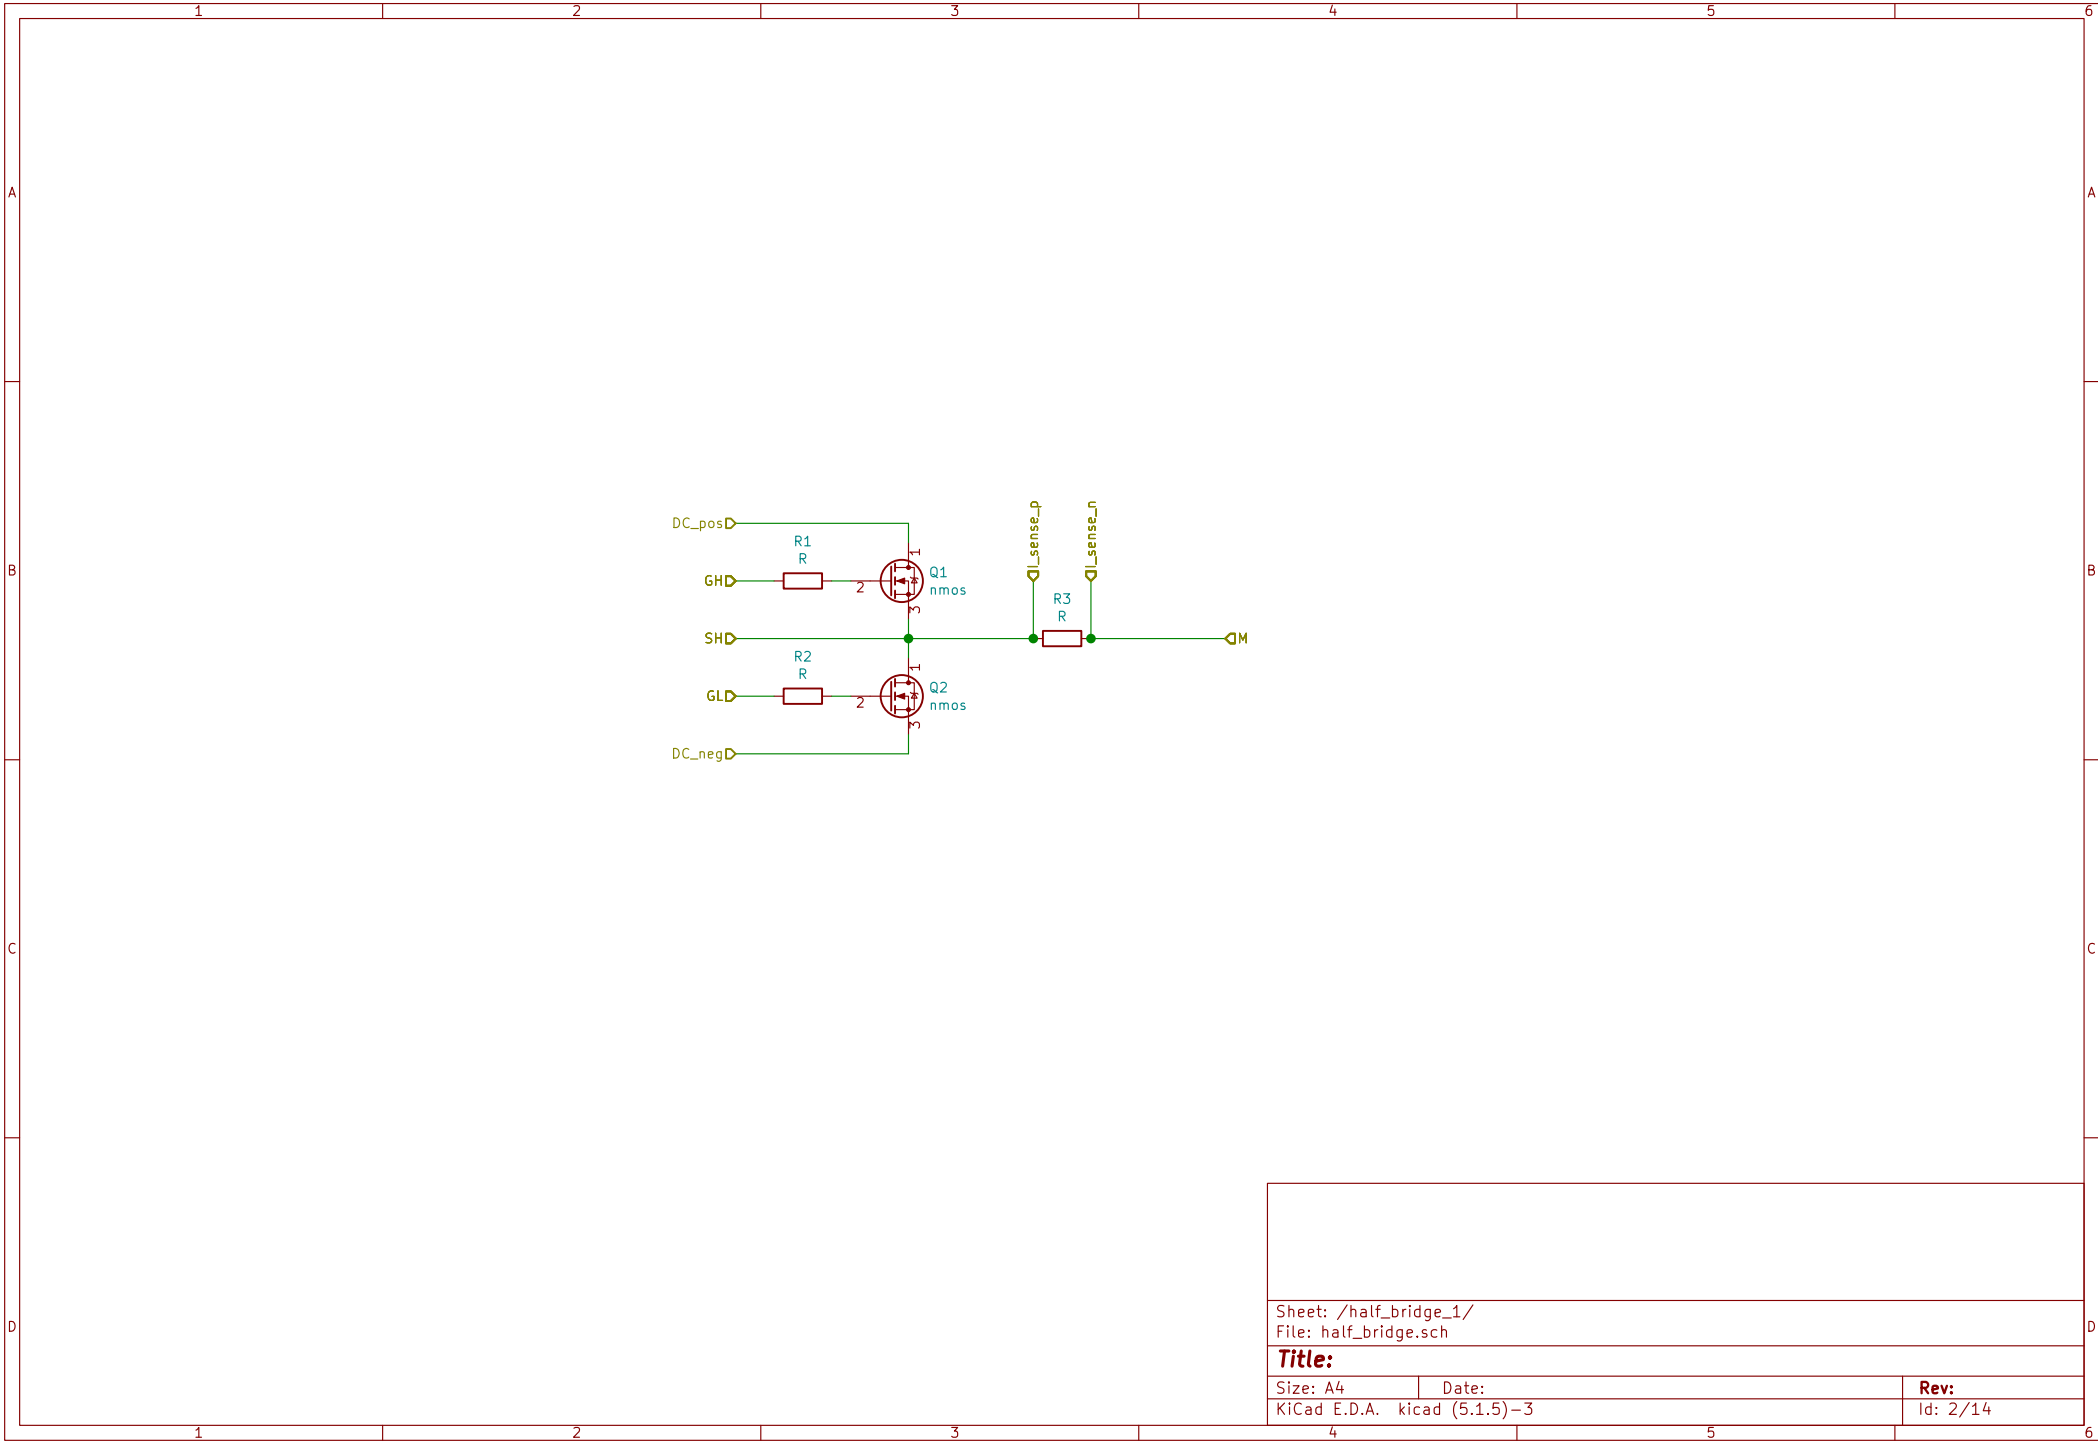 1 2 3 4 5 6
A A
I_sense_p
I_sense_n
DC_pos
R1
R
1
B B
GH
2
Q1
nmos
3
R3
R
SH
M
R2
R
1
GL
2
Q2
nmos
3
DC_neg
C C
Sheet: /half_bridge_1/
File: half_bridge.sch
D D
Title:
Size: A4 Date: Rev:
KiCad E.D.A. kicad (5.1.5)-3 Id: 2/14
1 2 3 4 5 6